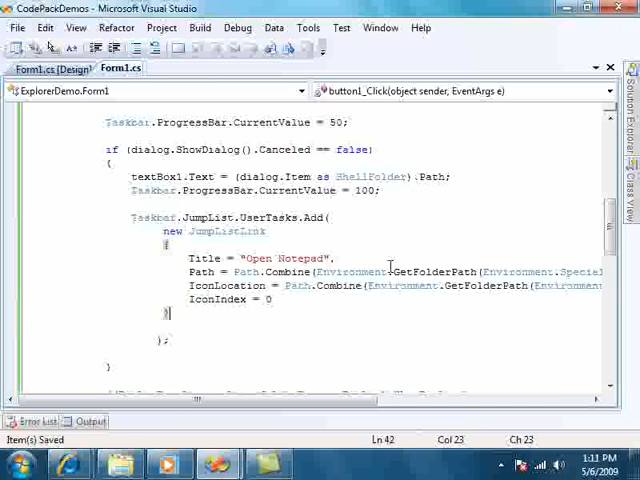 CodePackDemos - Microsoft Visual Studio
File Edit View Refactor Project Build Debug Data Tools Test Window Help
Form1.cs [Design] Form1.cs
ExplorerDemo.Form1 button1_Click(object sender, EventArgs e)
Taskbar.ProgressBar.CurrentValue = 50;
if (dialog.ShowDialog().Canceled == false)
{
textBox1.Text = (dialog.Item as ShellFolder).Path;
Taskbar.ProgressBar.CurrentValue = 100;
Taskbar.JumpList.UserTasks.Add(
new JumpListLink
{
Title = "Open Notepad",
Path = Path.Combine(Environment.GetFolderPath(Environment.Special
IconLocation = Path.Combine(Environment.GetFolderPath(Environment
IconIndex = 0
}
);
}
Solution Explorer
Class View
Error List Output
Item(s) Saved Ln 42 Col 23 Ch 23
1:11 PM
5/6/2009